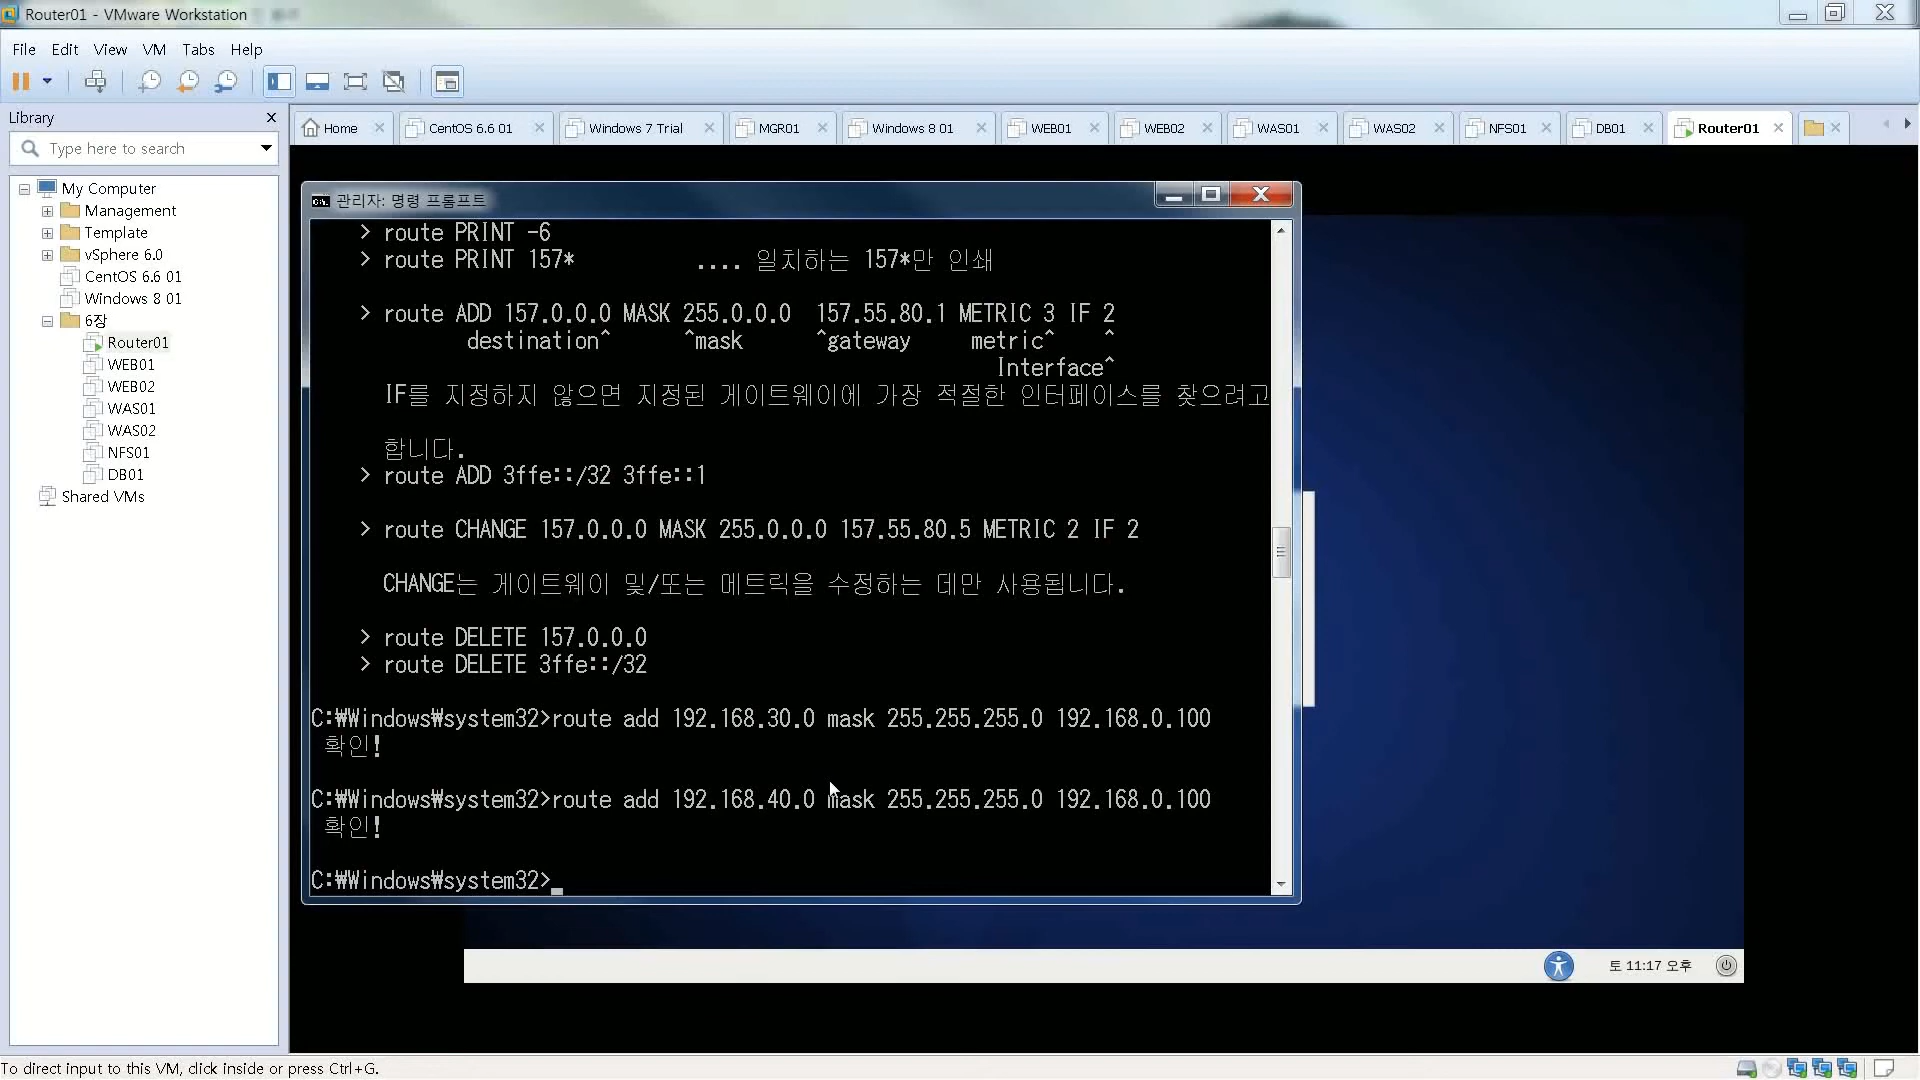 Router01 - VMware Workstation
File Edit View VM Tabs Help
Library
Type here to search
My Computer
Management
Template
vSphere 6.0
CentOS 6.6 01
Windows 8 01
6장
Router01
WEB01
WEB02
WAS01
WAS02
NFS01
DB01
Shared VMs
Home CentOS 6.6 01 Windows 7 Trial MGR01 Windows 8 01 WEB01 WEB02 WAS01 WAS02 NFS01 DB01 Router01
관리자: 명령 프롬프트
> route PRINT -6
> route PRINT 157* .... 일치하는 157*만 인쇄
> route ADD 157.0.0.0 MASK 255.0.0.0 157.55.80.1 METRIC 3 IF 2
destination^ ^mask ^gateway metric^ ^
Interface^
IF를 지정하지 않으면 지정된 게이트웨이에 가장 적절한 인터페이스를 찾으려고
합니다.
> route ADD 3ffe::/32 3ffe::1
> route CHANGE 157.0.0.0 MASK 255.0.0.0 157.55.80.5 METRIC 2 IF 2
CHANGE는 게이트웨이 및/또는 메트릭을 수정하는 데만 사용됩니다.
> route DELETE 157.0.0.0
> route DELETE 3ffe::/32
C:₩Windows₩system32>route add 192.168.30.0 mask 255.255.255.0 192.168.0.100
확인!
C:₩Windows₩system32>route add 192.168.40.0 mask 255.255.255.0 192.168.0.100
확인!
C:₩Windows₩system32>
토 11:17 오후
To direct input to this VM, click inside or press Ctrl+G.